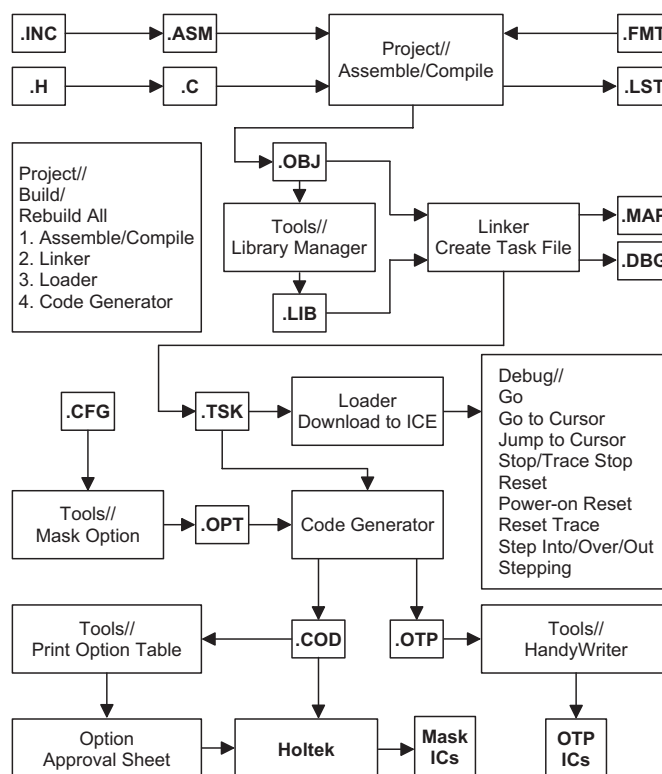 .INC
.ASM
Project//
Assemble/Compile
.FMT
.H
.C
.LST
Project//
Build/
Rebuild All
1. Assemble/Compile
2. Linker
3. Loader
4. Code Generator
.OBJ
Tools//
Library Manager
.LIB
Linker
Create Task File
.MAP
.DBG
.CFG
.TSK
Loader
Download to ICE
Debug//
Go
Go to Cursor
Jump to Cursor
Stop/Trace Stop
Reset
Power-on Reset
Reset Trace
Step Into/Over/Out
Stepping
Tools//
Mask Option
.OPT
Code Generator
Tools//
Print Option Table
.COD
.OTP
Tools//
HandyWriter
Option
Approval Sheet
Holtek
Mask
ICs
OTP
ICs